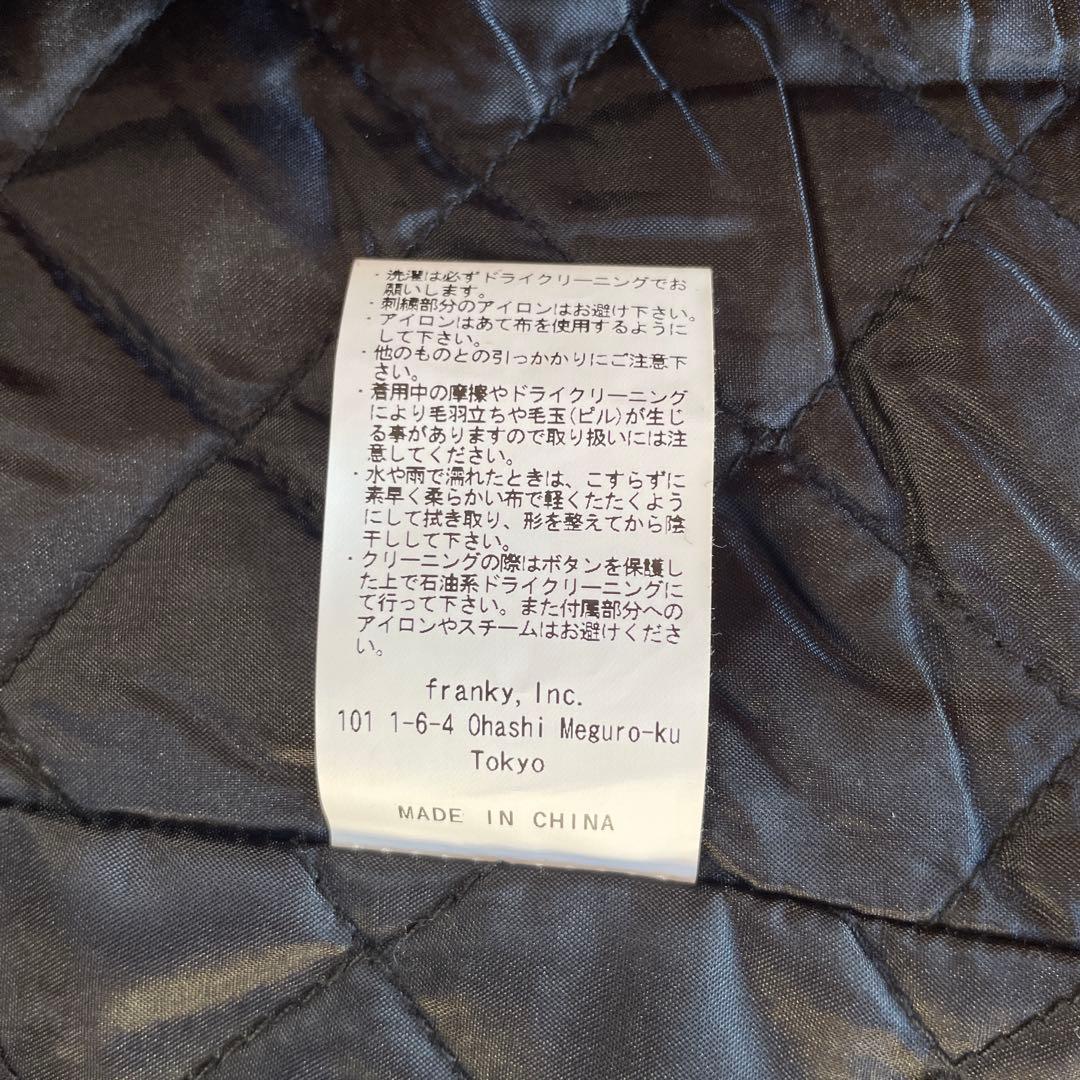 ・洗濯は必ずドライクリーニングでお
願いします。
・刺繍部分のアイロンはお避け下さい。
・アイロンはあて布を使用するように
して下さい。
・他のものとの引っかかりにご注意下
さい。
・着用中の摩擦やドライクリーニング
により毛羽立ちや毛玉(ピル)が生じ
る事がありますので取り扱いには注
意してください。
・水や雨で濡れたときは、こすらずに
素早く柔らかい布で軽くたたくよう
にして拭き取り、形を整えてから陰
干しして下さい。
・クリーニングの際はボタンを保護し
た上で石油系ドライクリーニングに
て行って下さい。また付属部分への
アイロンやスチームはお避けくださ
い。
franky, Inc.
101 1-6-4 Ohashi Meguro-ku
Tokyo
MADE IN CHINA